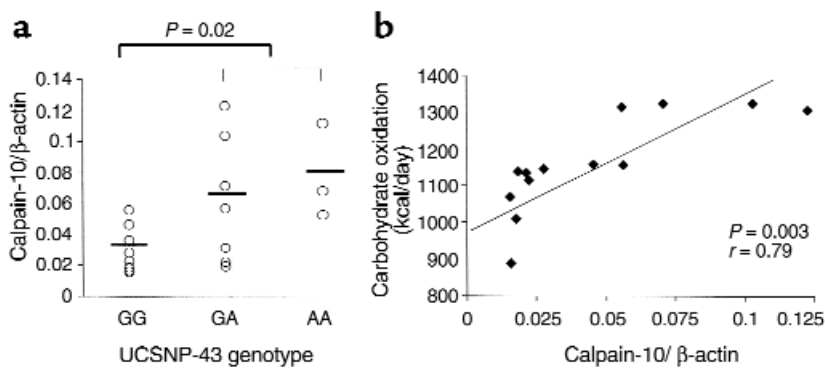 a
P = 0.02
0.14
0.12
0.1
0.08
0.06
0.04
0.02
0
Calpain-10/β-actin
GG GA AA
UCSNP-43 genotype
b
1400
1300
1200
1100
1000
900
800
Carbohydrate oxidation
(kcal/day)
P = 0.003
r = 0.79
0 0.025 0.05 0.075 0.1 0.125
Calpain-10/ β-actin